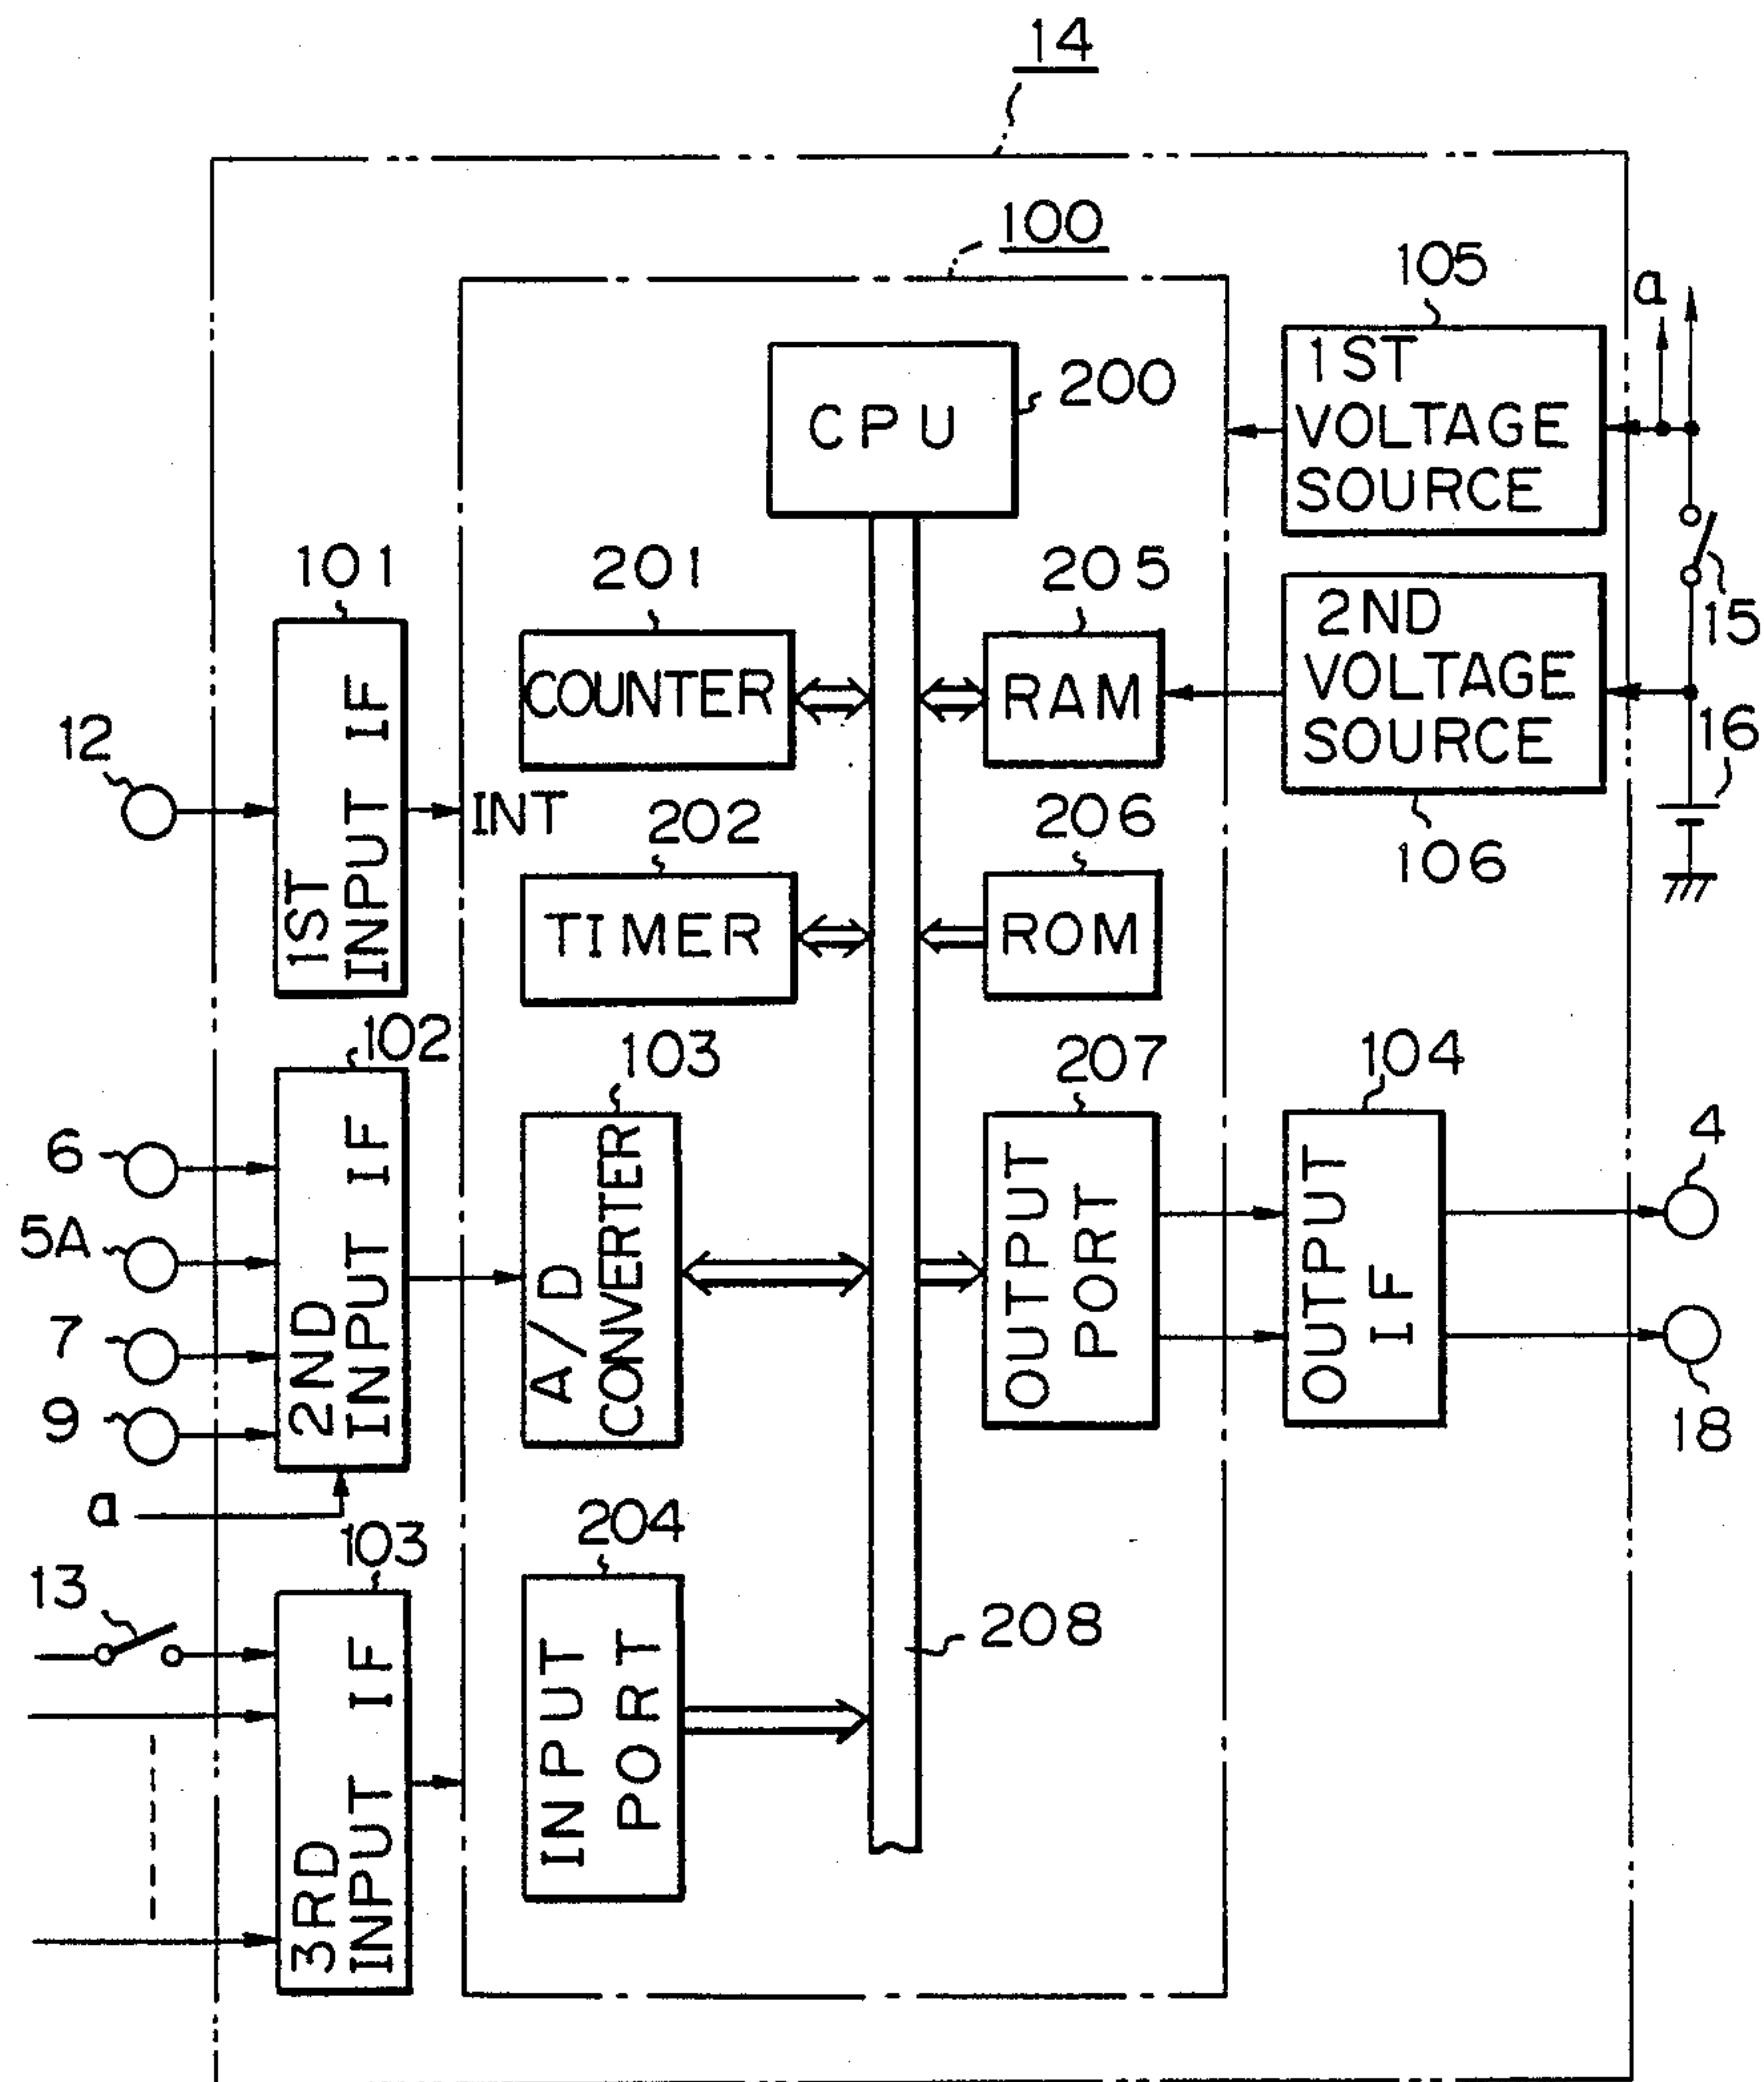 14
100
105
a
1ST
VOLTAGE
SOURCE
CPU
200
15
101
1ST
INPUT IF
201
COUNTER
205
RAM
2ND
VOLTAGE
SOURCE
16
106
12
INT
202
TIMER
206
ROM
102
2ND
INPUT IF
103
A/D
CONVERTER
207
OUTPUT
PORT
104
OUTPUT
IF
6
5A
7
9
a
4
18
13
103
3RD
INPUT IF
204
INPUT
PORT
208